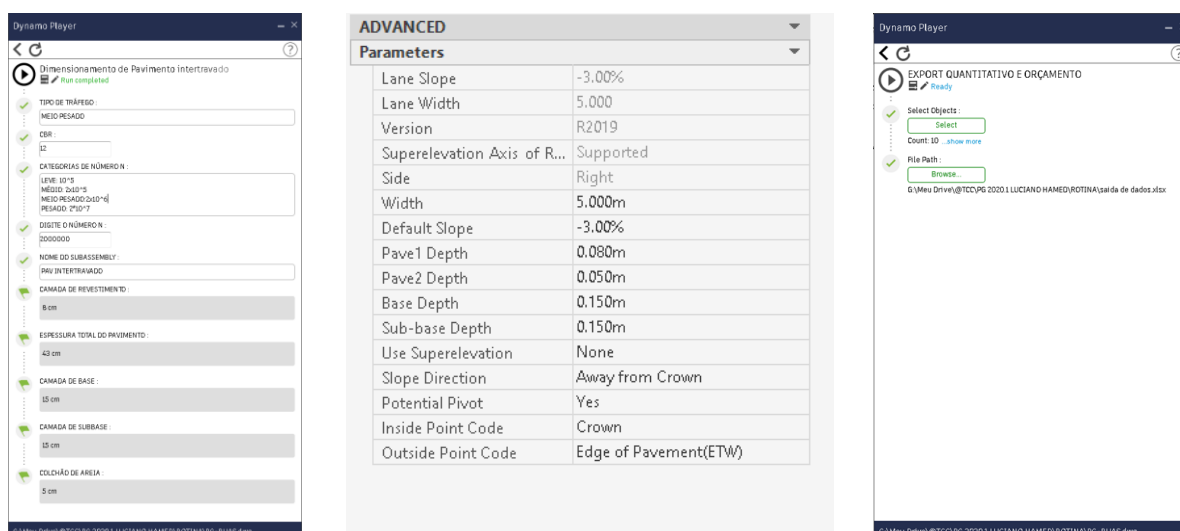 Dynamo Player
Dimensionamento de Pavimento intertravado
Run completed
TIPO DE TRÁFEGO :
MEIO PESADO
CBR :
12
CATEGORIAS DE NÚMERO N :
LEVE: 10^5
MÉDIO: 2x10^5
MEIO PESADO:2x10^6
PESADO: 2*10^7
DIGITE O NÚMERO N :
2000000
NOME DO SUBASSEMBLY :
PAV INTERTRAVADO
CAMADA DE REVESTIMENTO :
8 cm
ESPESSURA TOTAL DO PAVIMENTO :
43 cm
CAMADA DE BASE :
15 cm
CAMADA DE SUBBASE :
15 cm
COLCHÃO DE AREIA :
5 cm
ADVANCED
Parameters
Lane Slope -3.00%
Lane Width 5.000
Version R2019
Superelevation Axis of R... Supported
Side Right
Width 5.000m
Default Slope -3.00%
Pave1 Depth 0.080m
Pave2 Depth 0.050m
Base Depth 0.150m
Sub-base Depth 0.150m
Use Superelevation None
Slope Direction Away from Crown
Potential Pivot Yes
Inside Point Code Crown
Outside Point Code Edge of Pavement(ETW)
Dynamo Player
EXPORT QUANTITATIVO E ORÇAMENTO
Ready
Select Objects :
Select
Count: 10 ...show more
File Path :
Browse...
G:\Meu Drive\@TCC\PG 2020.1 LUCIANO HAMED\ROTINA\saída de dados.xlsx